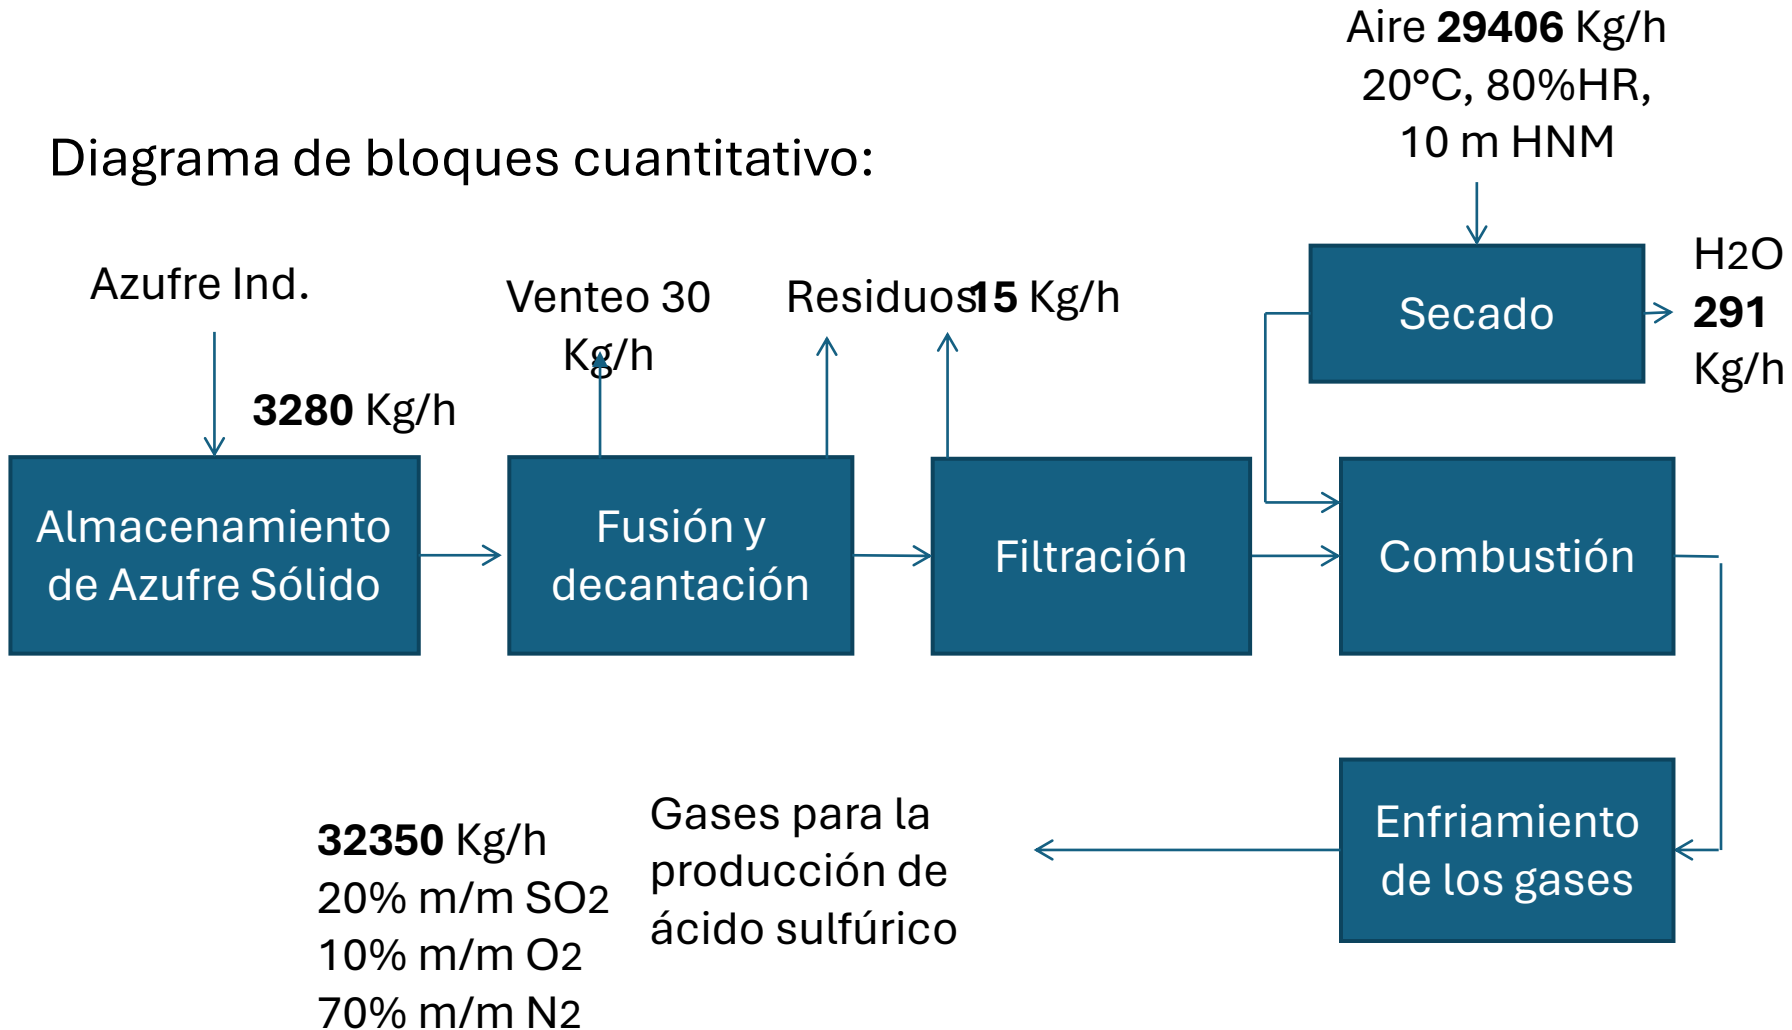 Aire 29406 Kg/h
20°C, 80%HR,
10 m HNM
Diagrama de bloques cuantitativo:
Azufre Ind.
3280 Kg/h
Venteo 30
Kg/h
Residuos
15 Kg/h
Secado
H2O
291
Kg/h
Almacenamiento
de Azufre Sólido
Fusión y
decantación
Filtración
Combustión
Enfriamiento
de los gases
Gases para la
producción de
ácido sulfúrico
32350 Kg/h
20% m/m SO2
10% m/m O2
70% m/m N2